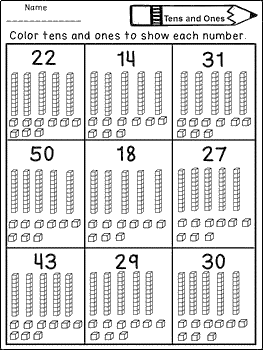 Name
Tens and Ones
Color tens and ones to show each number.
22 14 31
50 18 27
43 29 30